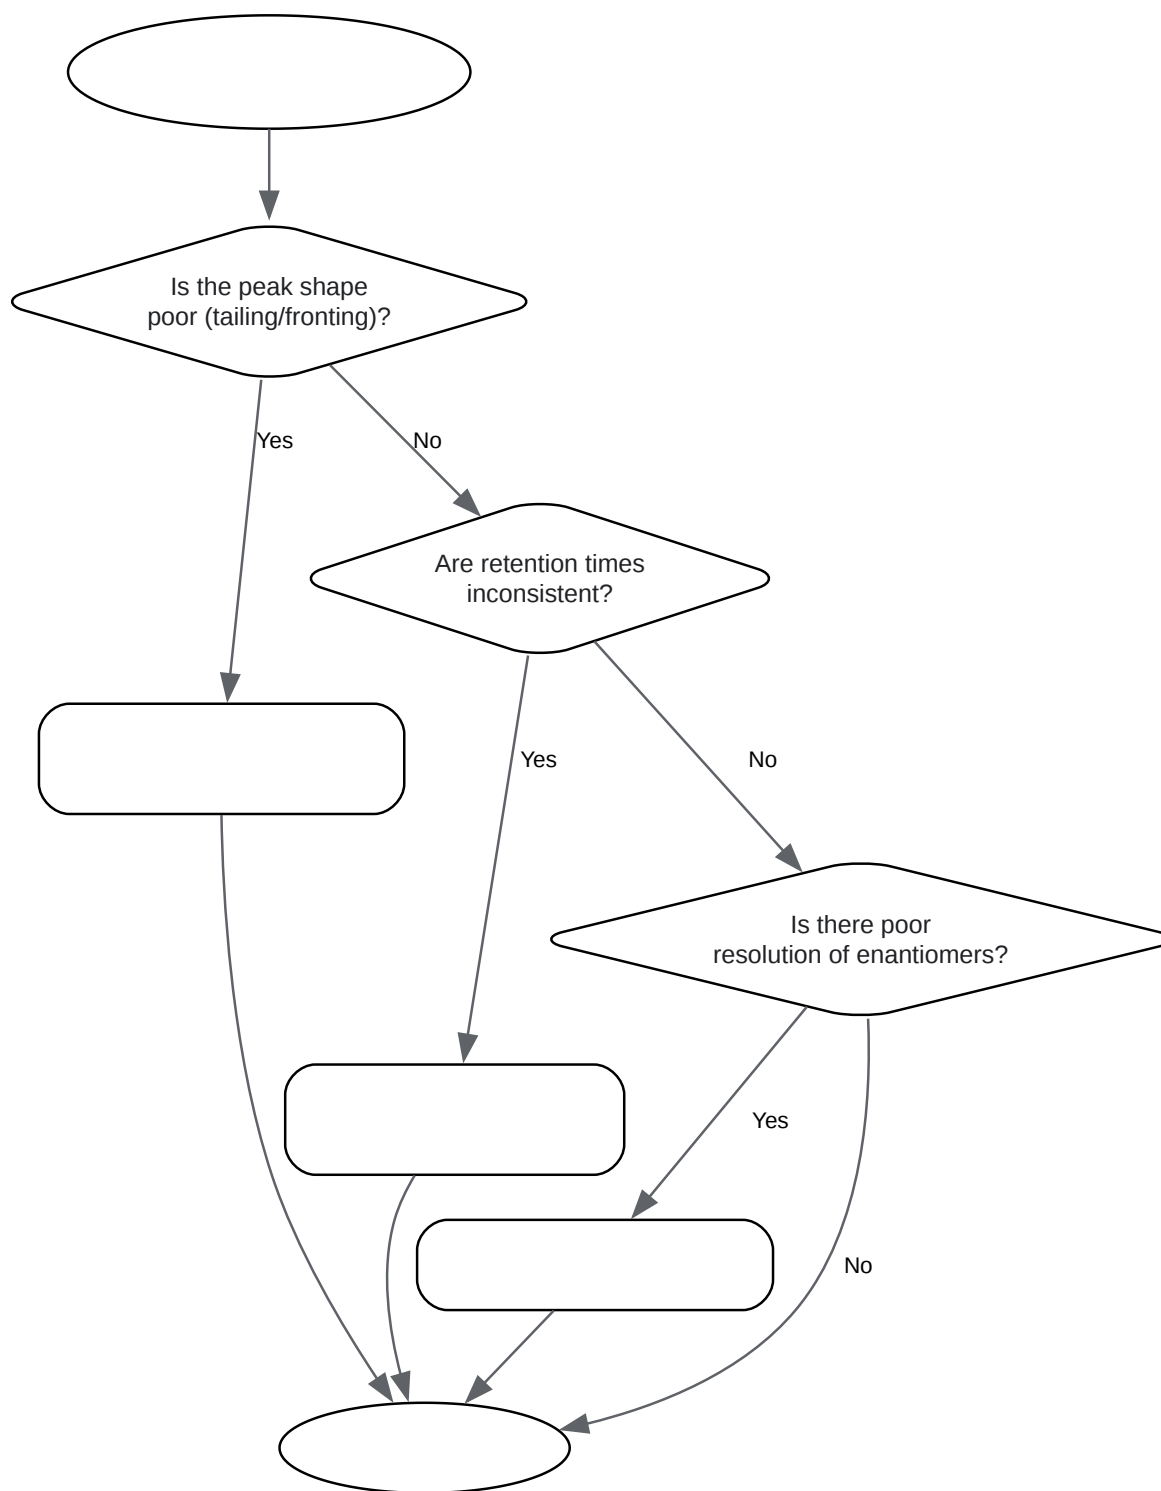 Is the peak shape
poor (tailing/fronting)?
Yes
No
Are retention times
inconsistent?
Yes
No
Is there poor
resolution of enantiomers?
Yes
No